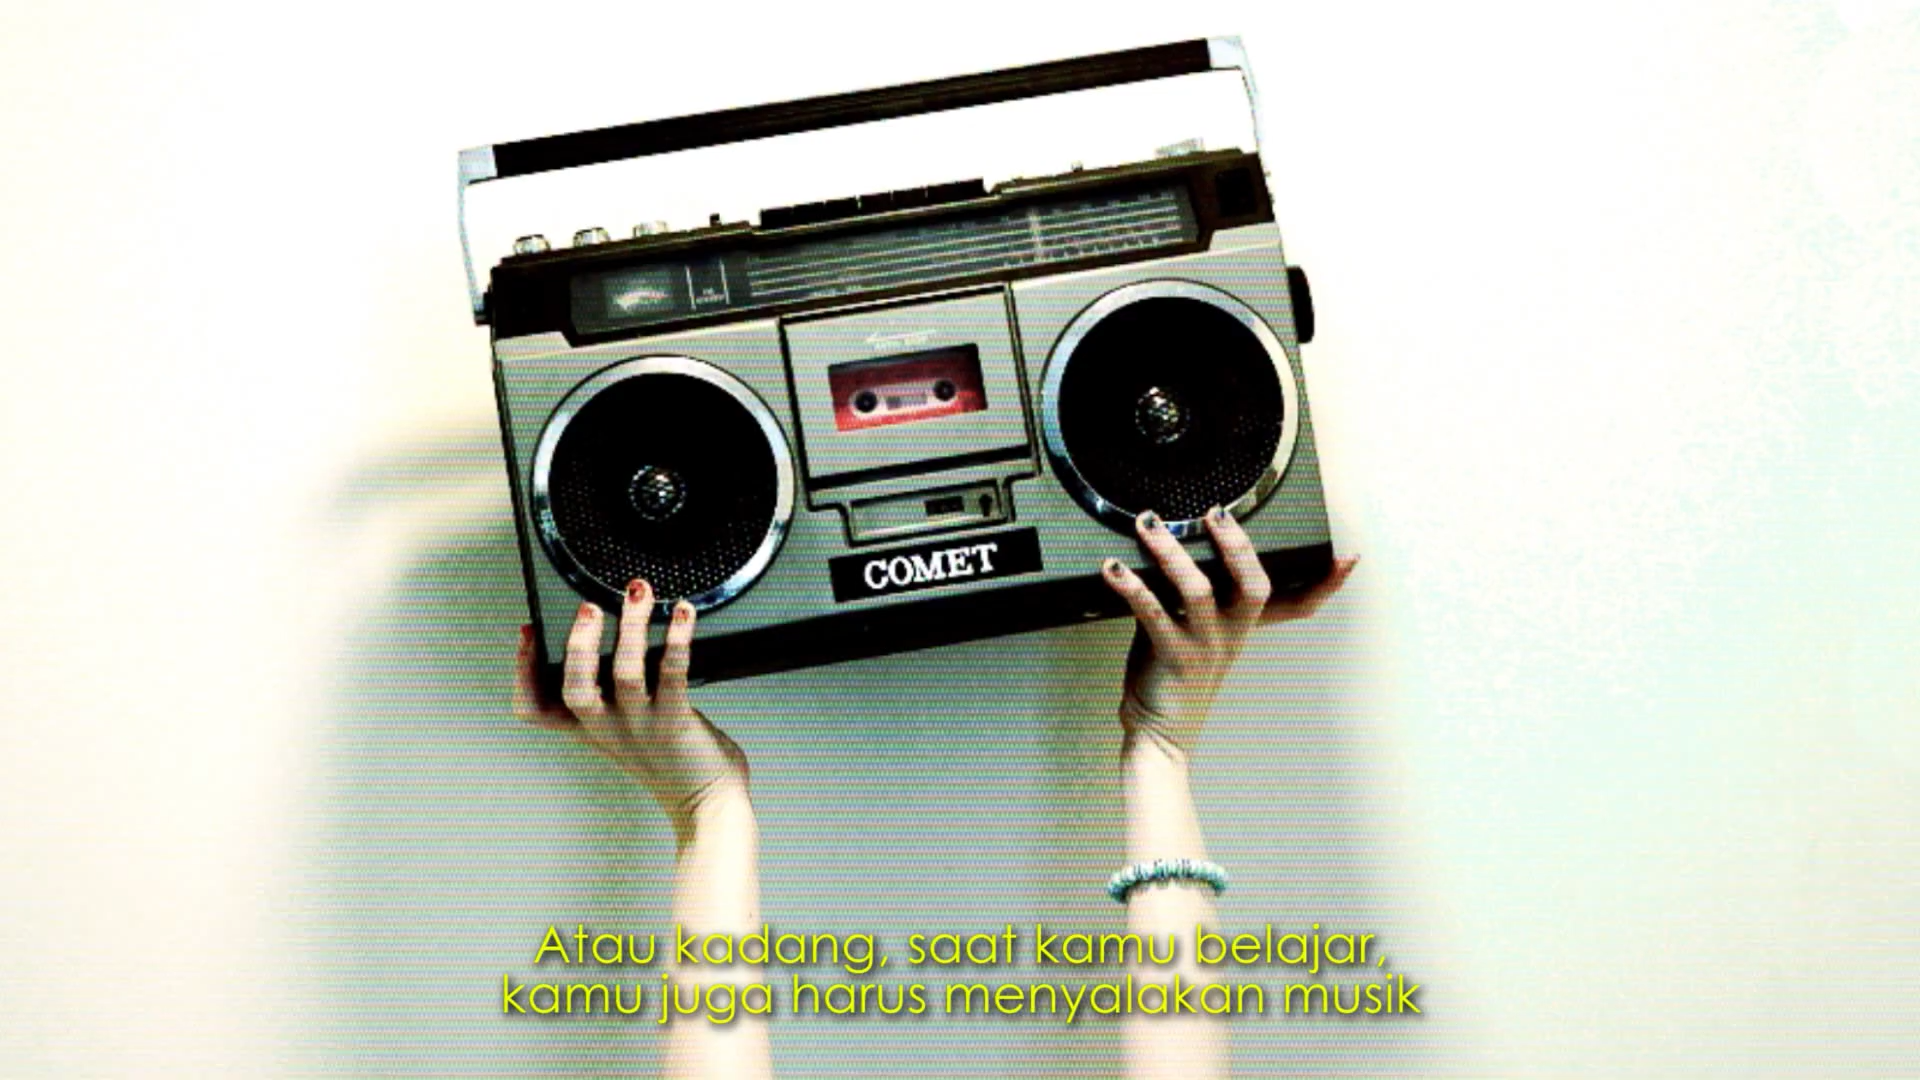 COMET
Atau kadang, saat kamu belajar,
kamu juga harus menyalakan musik